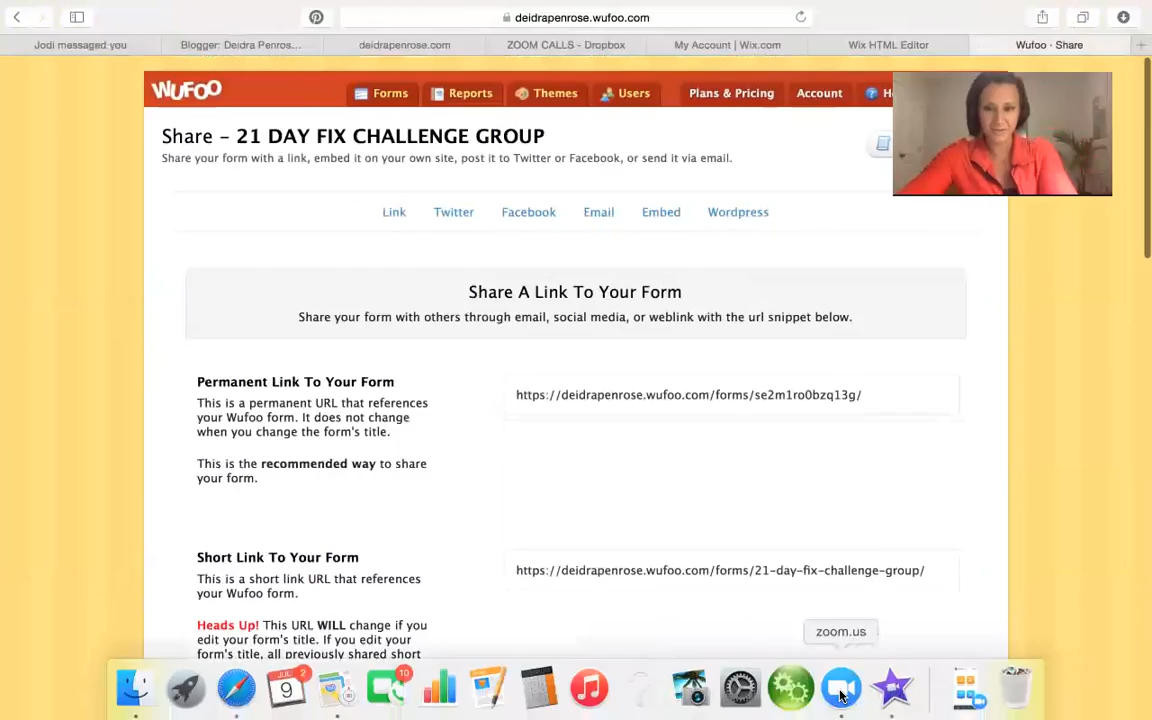 deidrapenrose.wufoo.com
Jodi messaged you
Blogger: Deidra Penros...
deidrapenrose.com
ZOOM CALLS - Dropbox
My Account | Wix.com
Wix HTML Editor
Wufoo · Share
WUFOO
Forms
Reports
Themes
Users
Plans & Pricing
Account
Share – 21 DAY FIX CHALLENGE GROUP
Share your form with a link, embed it on your own site, post it to Twitter or Facebook, or send it via email.
Link
Twitter
Facebook
Email
Embed
Wordpress
Share A Link To Your Form
Share your form with others through email, social media, or weblink with the url snippet below.
Permanent Link To Your Form
This is a permanent URL that references
your Wufoo form. It does not change
when you change the form's title.
https://deidrapenrose.wufoo.com/forms/se2m1ro0bzq13g/
This is the recommended way to share
your form.
Short Link To Your Form
This is a short link URL that references
your Wufoo form.
https://deidrapenrose.wufoo.com/forms/21-day-fix-challenge-group/
Heads Up! This URL WILL change if you
edit your form's title. If you edit your
form's title, all previously shared short
zoom.us
JUL
9
2
10